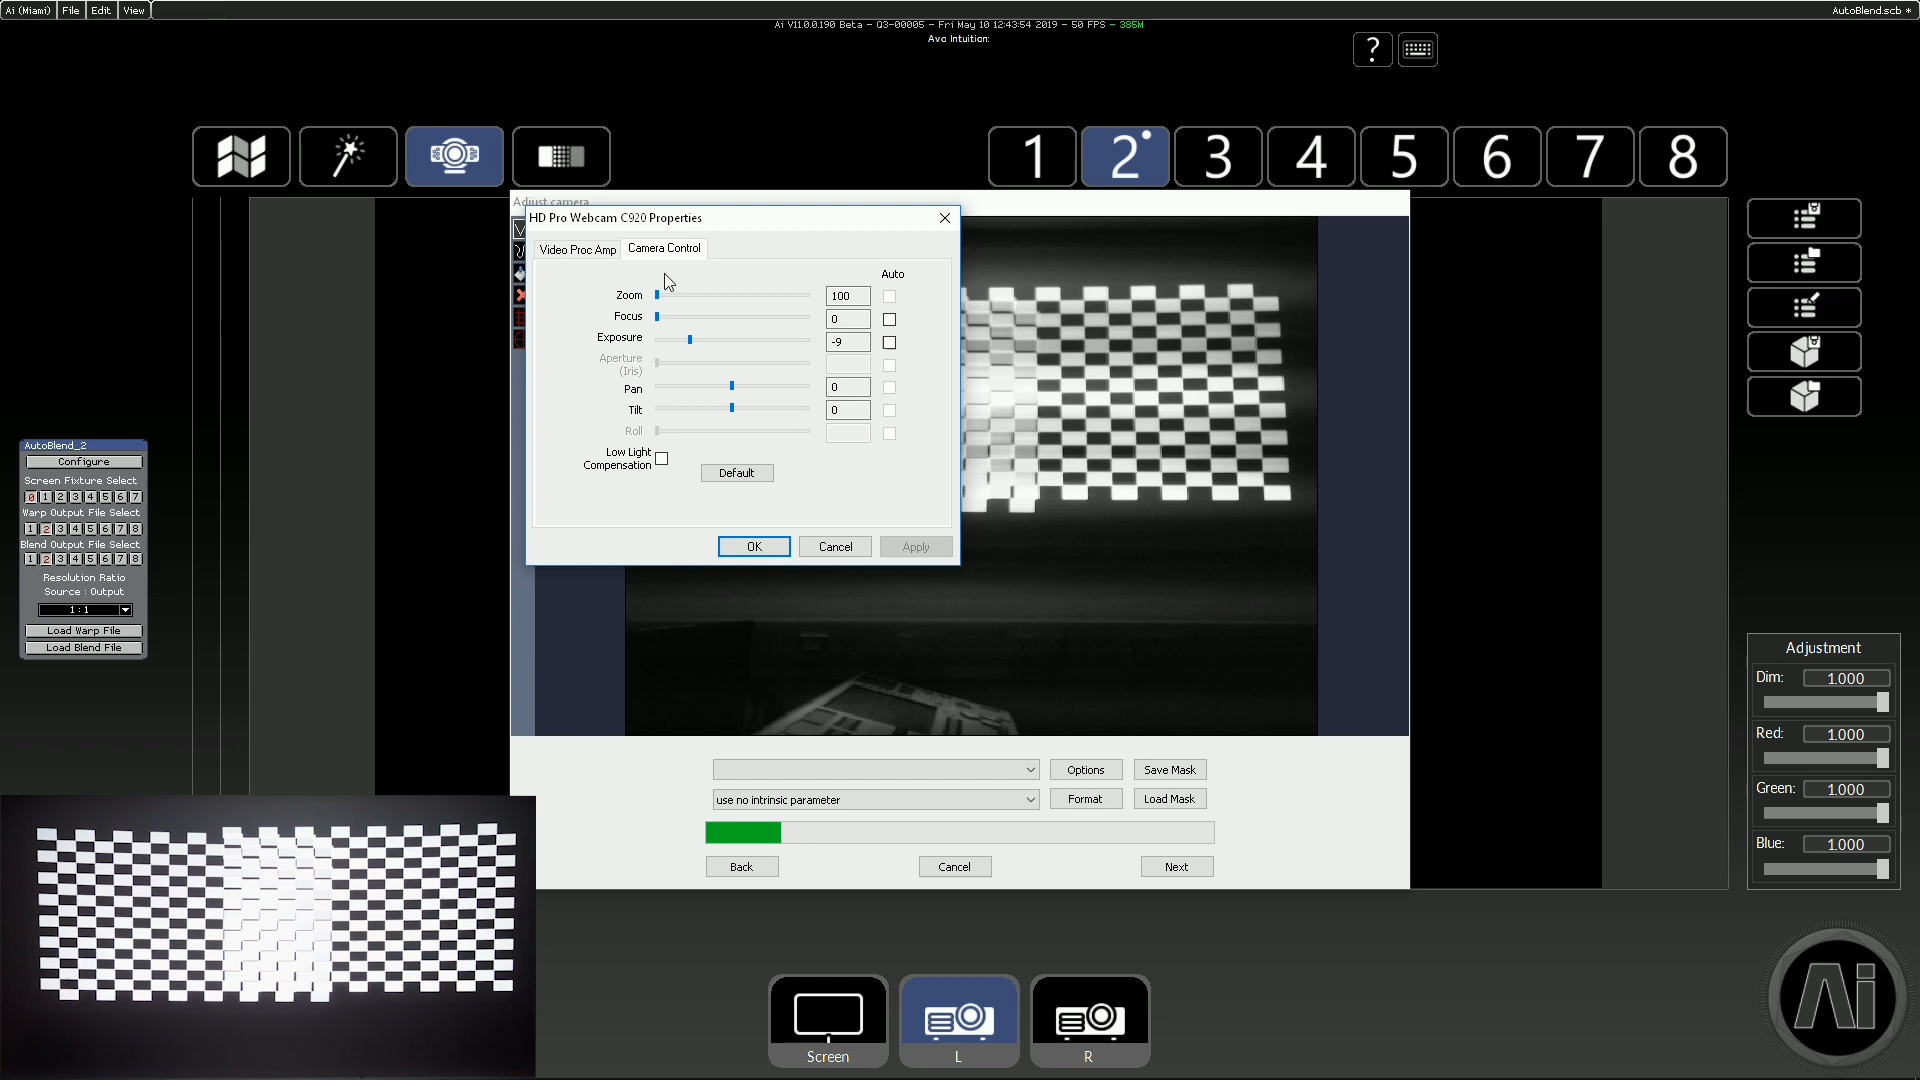 Ai (Miami) File Edit View
AutoBlend.scb *
Ai V11.0.0.190 Beta - Q3-00005 - Fri May 10 12:43:54 2019 - 50 FPS - 385M
Avo Intuition:
?
1 2 3 4 5 6 7 8
Adjust camera
HD Pro Webcam C920 Properties
Video Proc Amp Camera Control
Auto
Zoom 100
Focus 0
Exposure -9
Aperture
(Iris)
Pan 0
Tilt 0
Roll
Low Light
Compensation
Default
OK Cancel Apply
AutoBlend_2
Configure
Screen Fixture Select
0 1 2 3 4 5 6 7
Warp Output File Select
1 2 3 4 5 6 7 8
Blend Output File Select
1 2 3 4 5 6 7 8
Resolution Ratio
Source : Output
1 : 1
Load Warp File
Load Blend File
Options Save Mask
use no intrinsic parameter Format Load Mask
Back Cancel Next
Adjustment
Dim: 1.000
Red: 1.000
Green: 1.000
Blue: 1.000
Screen L R
Ai